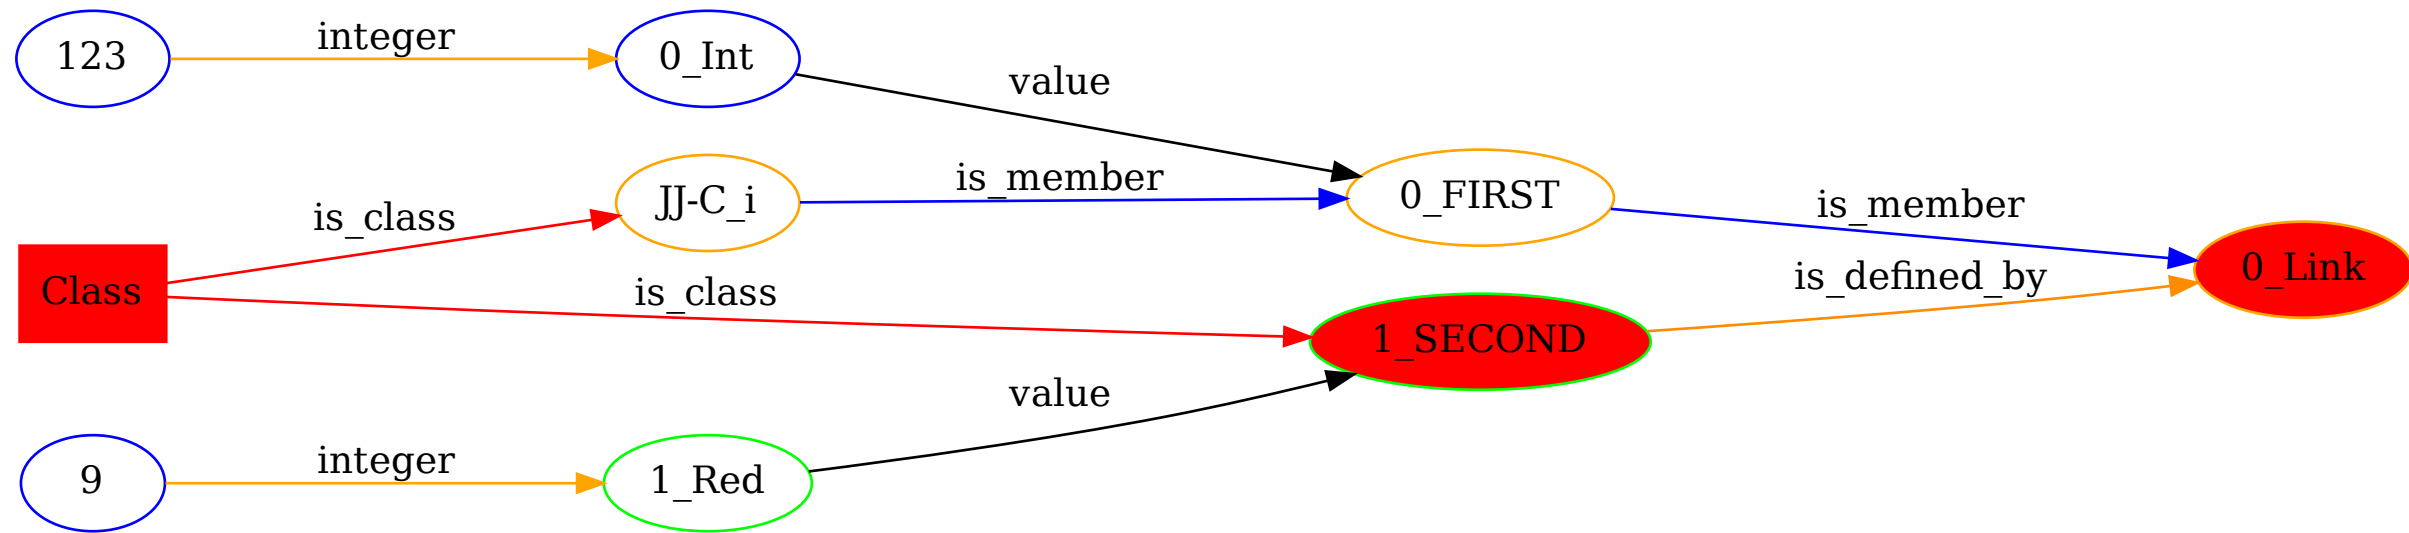 123
integer
0_Int
value
is_class
JJ-C_i
is_member
0_FIRST
is_member
0_Link
Class
is_class
1_SECOND
is_defined_by
value
9
integer
1_Red